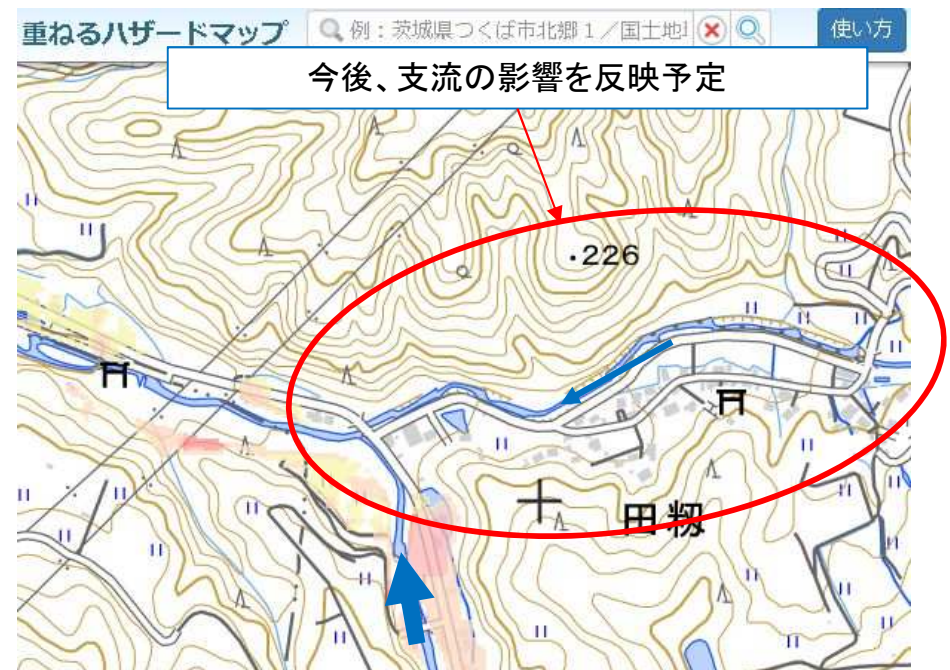 重ねるハザードマップ
例：茨城県つくば市北郷１／国土地
使い方
今後、支流の影響を反映予定
・226
田籾